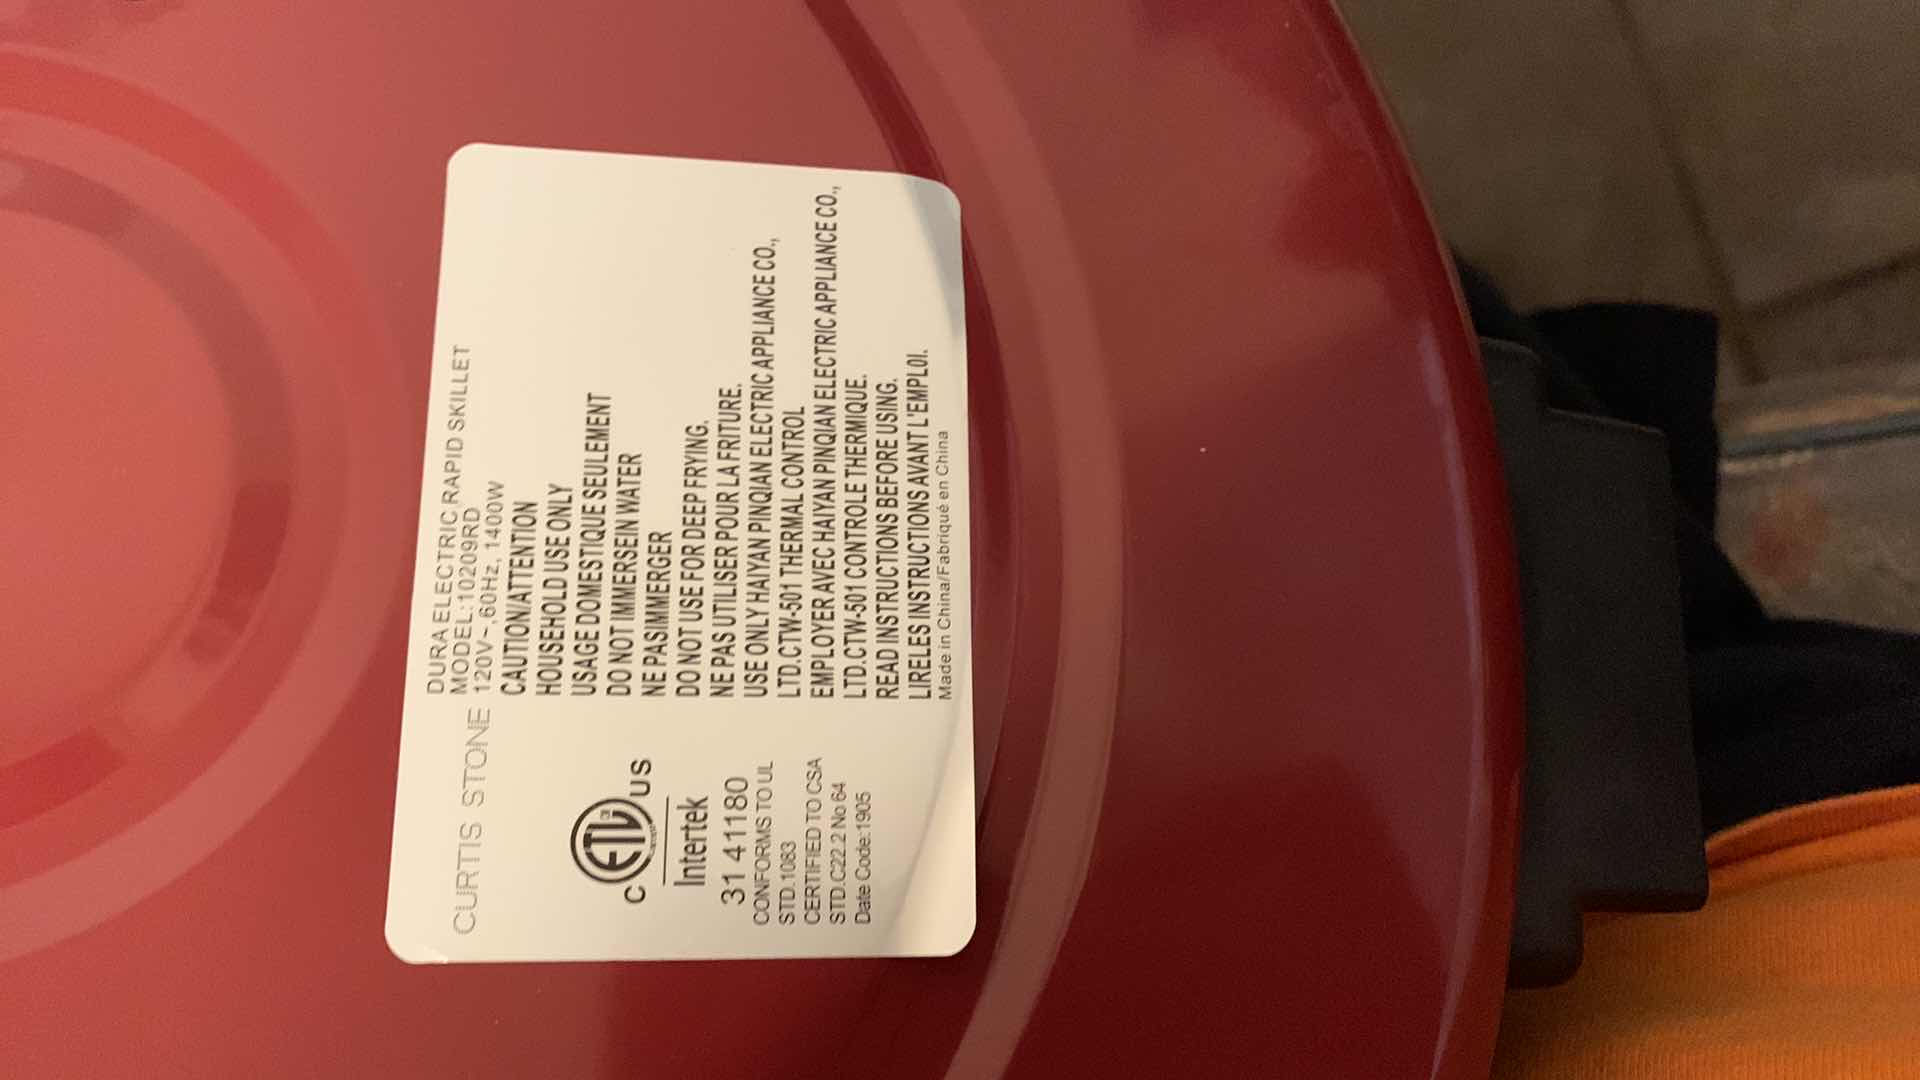 CURTIS STONE
DURA ELECTRIC RAPID SKILLET
MODEL:10209RD
120V~,60Hz, 1400W
CAUTION/ATTENTION
HOUSEHOLD USE ONLY
USAGE DOMESTIQUE SEULEMENT
DO NOT IMMERSEIN WATER
NE PASIMMERGER
DO NOT USE FOR DEEP FRYING.
NE PAS UTILISER POUR LA FRITURE.
USE ONLY HAIYAN PINQIAN ELECTRIC APPLIANCE CO.,
LTD.CTW-501 THERMAL CONTROL
EMPLOYER AVEC HAIYAN PINQIAN ELECTRIC APPLIANCE CO.,
LTD.CTW-501 CONTROLE THERMIQUE.
READ INSTRUCTIONS BEFORE USING.
LIRELES INSTRUCTIONS AVANT L'EMPLOI.
Made in China/Fabriqué en China
C ETL US
Intertek
31 41180
CONFORMS TO UL
STD.1083
CERTIFIED TO CSA
STD.C22.2 No 64
Date Code:1905